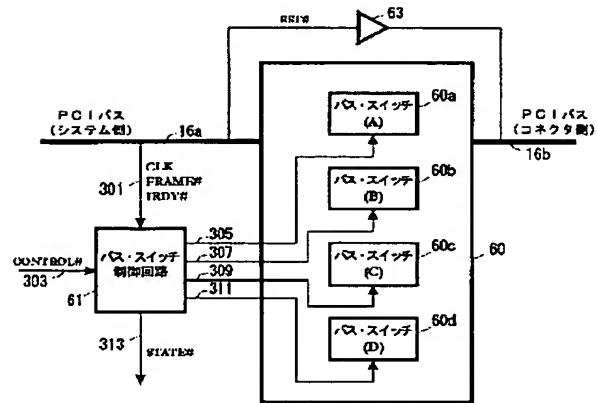 RST#
63
PCIバス
(システム側)
16a
PCIバス
(コネクタ側)
16b
バス・スイッチ
(A)
60a
バス・スイッチ
(B)
60b
バス・スイッチ
(C)
60c
バス・スイッチ
(D)
60d
60
CLK
FRAME#
IRDY#
301
CONTROL#
303
バス・スイッチ
制御回路
61
305
307
309
311
313
STATE#